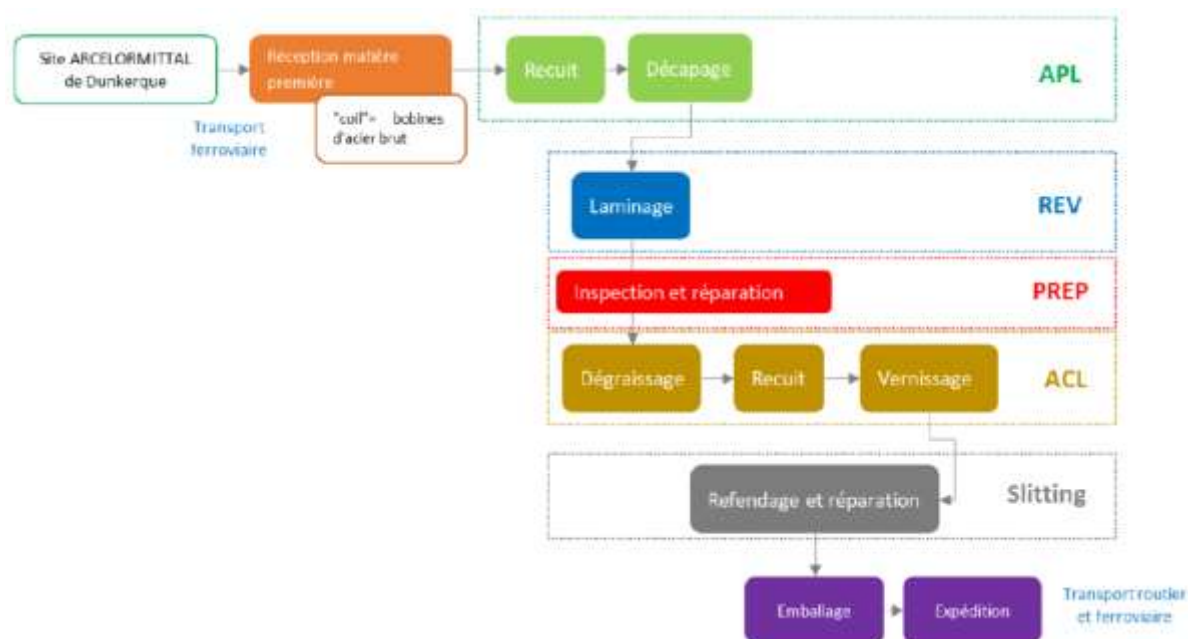 Site ARCELORMITTAL
de Dunkerque
Réception matière
première
"coil"= bobines
d'acier brut
Transport
ferroviaire
Recuit
Décapage
APL
Laminage
REV
Inspection et réparation
PREP
Dégraissage
Recuit
Vernissage
ACL
Refendage et réparation
Slitting
Emballage
Expédition
Transport routier
et ferroviaire